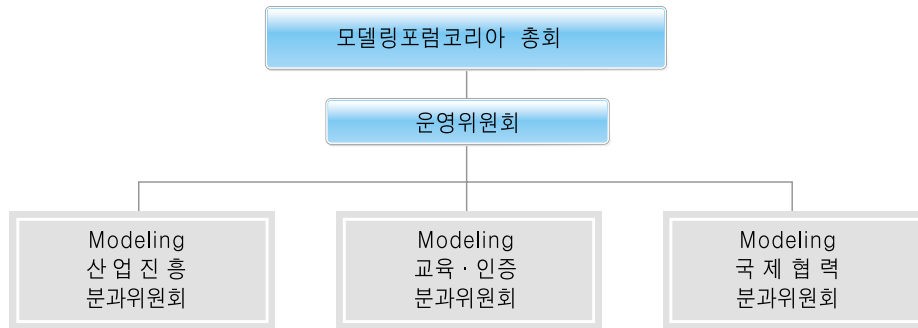 모델링포럼코리아 총회
운영위원회
Modeling
산 업 진 흥
분과위원회
Modeling
교육 · 인증
분과위원회
Modeling
국 제 협 력
분과위원회